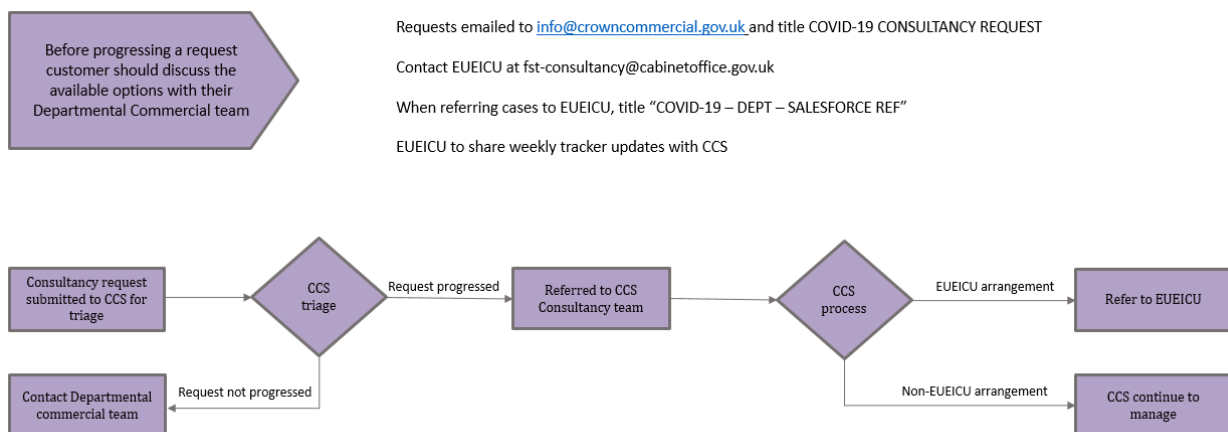 Before progressing a request
customer should discuss the
available options with their
Departmental Commercial team
Requests emailed to info@crowncommercial.gov.uk and title COVID-19 CONSULTANCY REQUEST
Contact EUEICU at fst-consultancy@cabinetoffice.gov.uk
When referring cases to EUEICU, title “COVID-19 – DEPT – SALESFORCE REF”
EUEICU to share weekly tracker updates with CCS
Consultancy request
submitted to CCS for
triage
CCS
triage
Request progressed
Referred to CCS
Consultancy team
CCS
process
EUEICU arrangement
Refer to EUEICU
Contact Departmental
commercial team
Request not progressed
Non-EUEICU arrangement
CCS continue to
manage